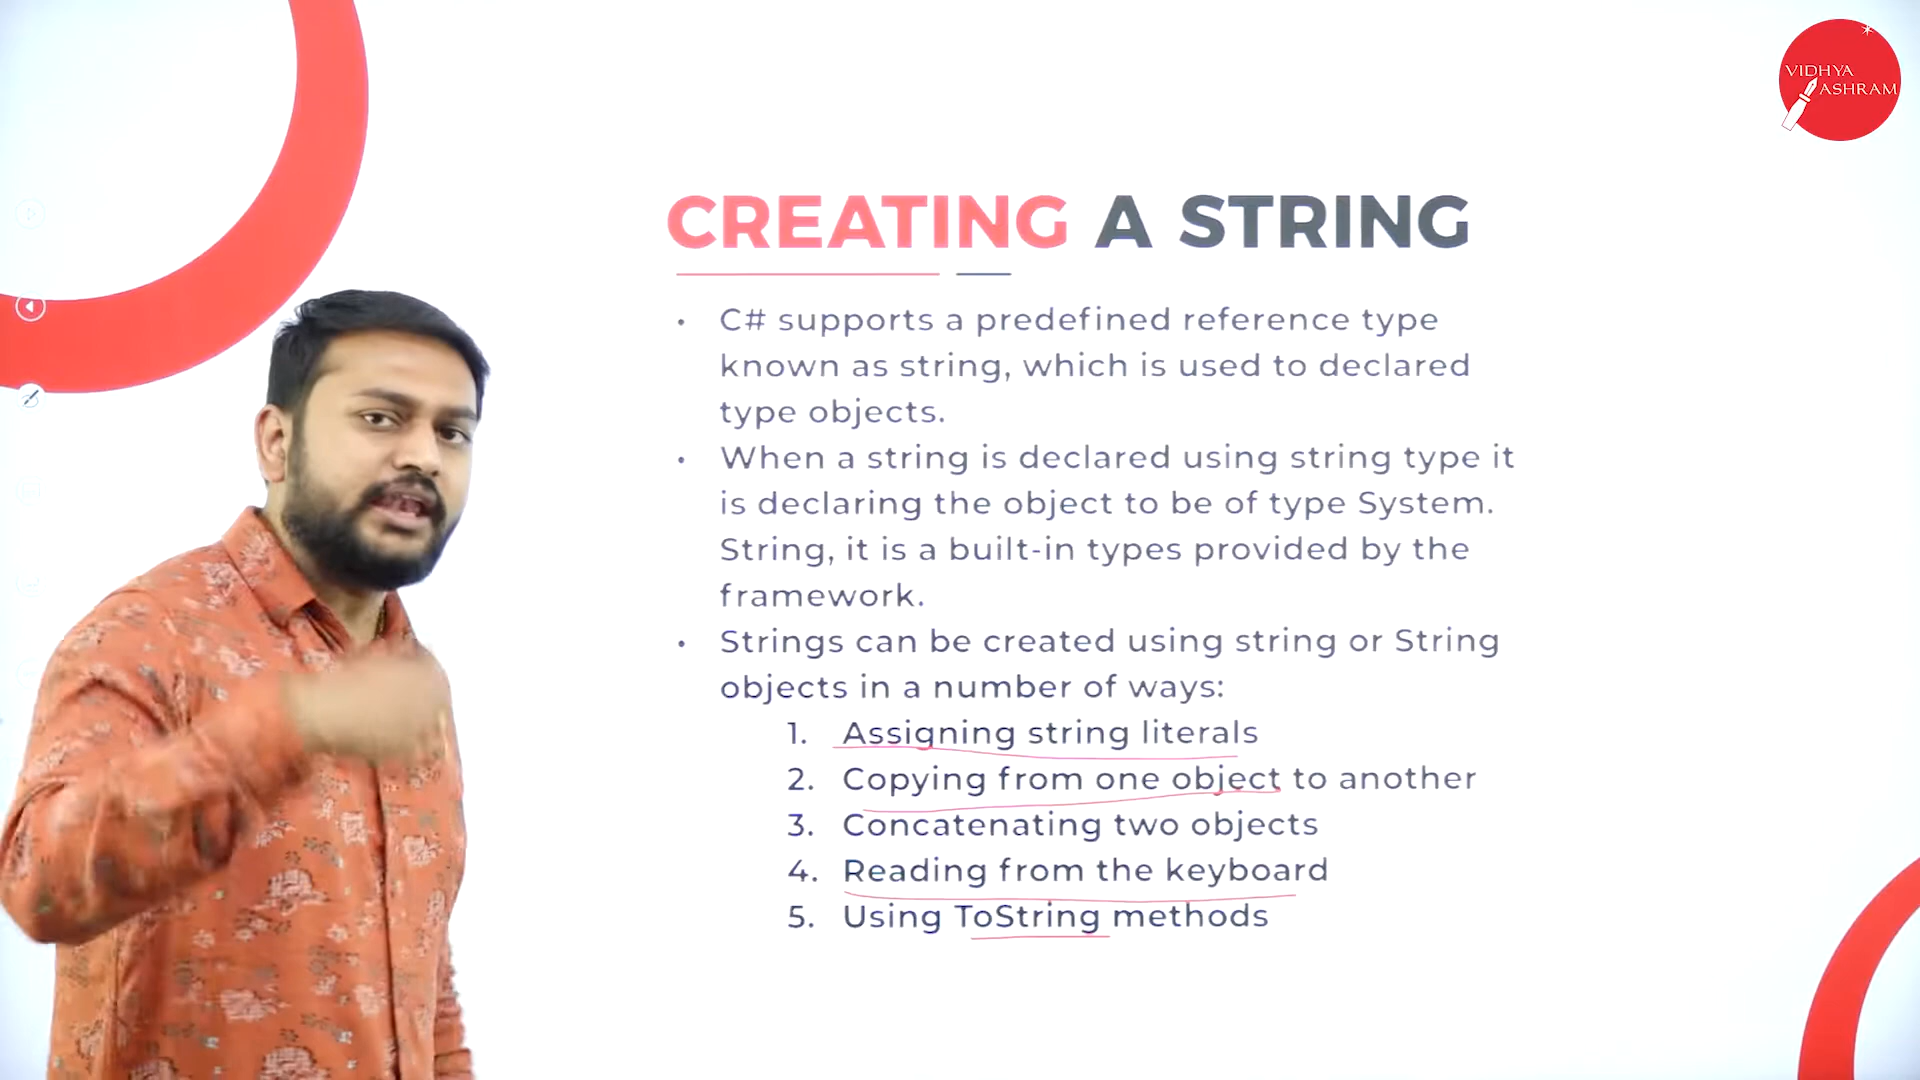 VIDHYA
ASHRAM
CREATING A STRING
• C# supports a predefined reference type
known as string, which is used to declared
type objects.
• When a string is declared using string type it
is declaring the object to be of type System.
String, it is a built-in types provided by the
framework.
• Strings can be created using string or String
objects in a number of ways:
1. Assigning string literals
2. Copying from one object to another
3. Concatenating two objects
4. Reading from the keyboard
5. Using ToString methods